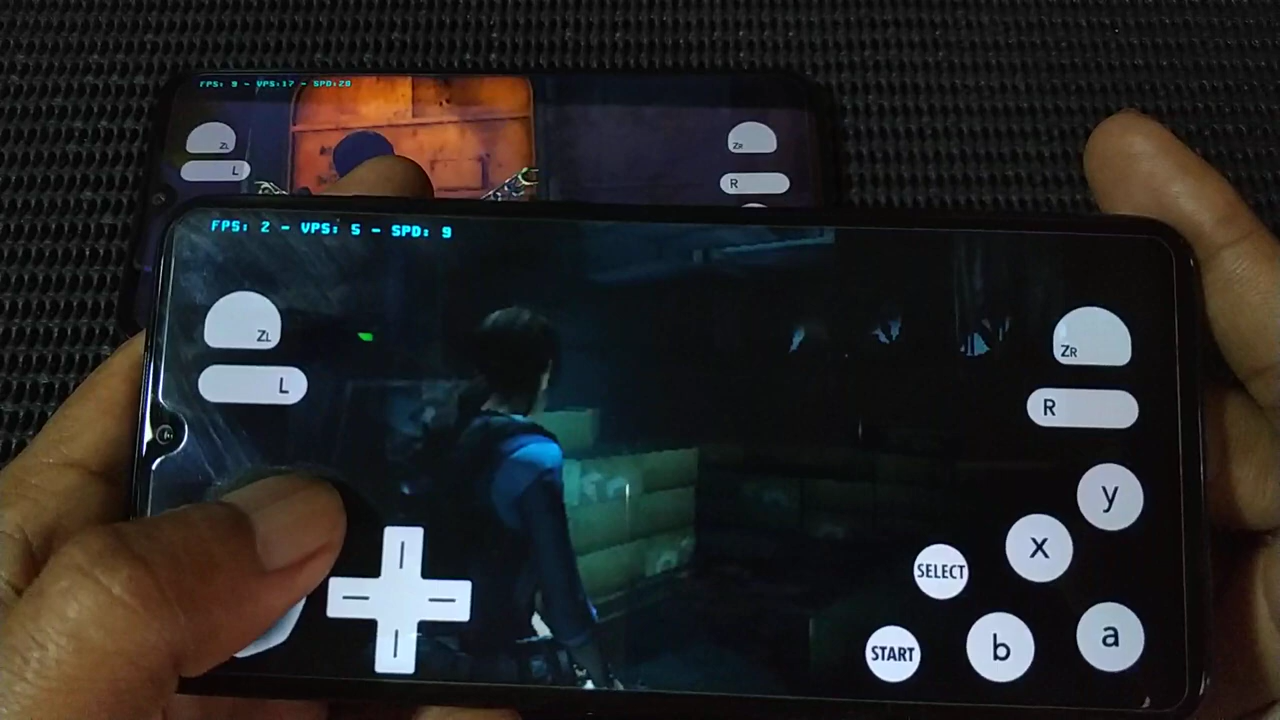 FPS: 9 - VPS:17 - SPD:28
ZL
ZR
L
R
FPS: 2 - VPS: 5 - SPD: 9
ZL
ZR
L
R
y
x
SELECT
a
b
START